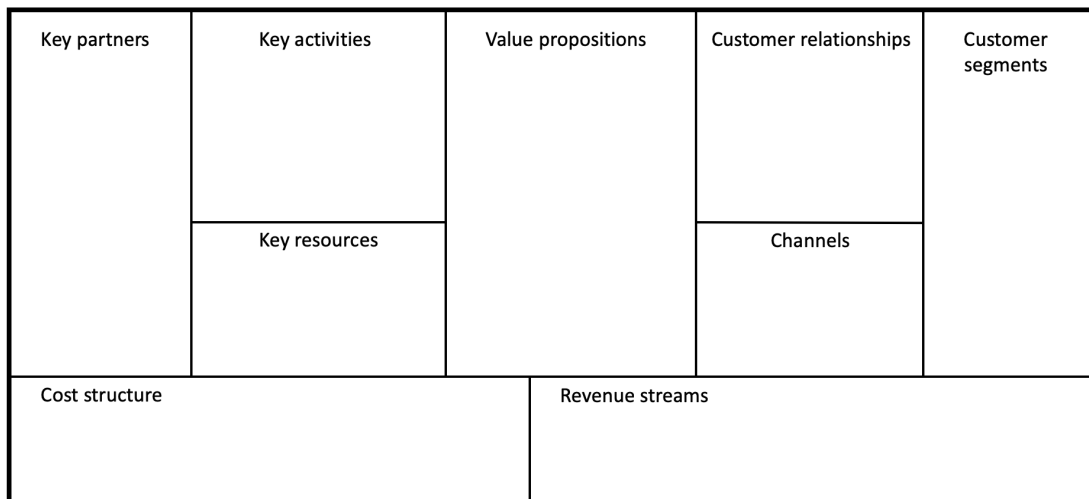 Key partners
Key activities
Value propositions
Customer relationships
Customer
segments
Key resources
Channels
Cost structure
Revenue streams